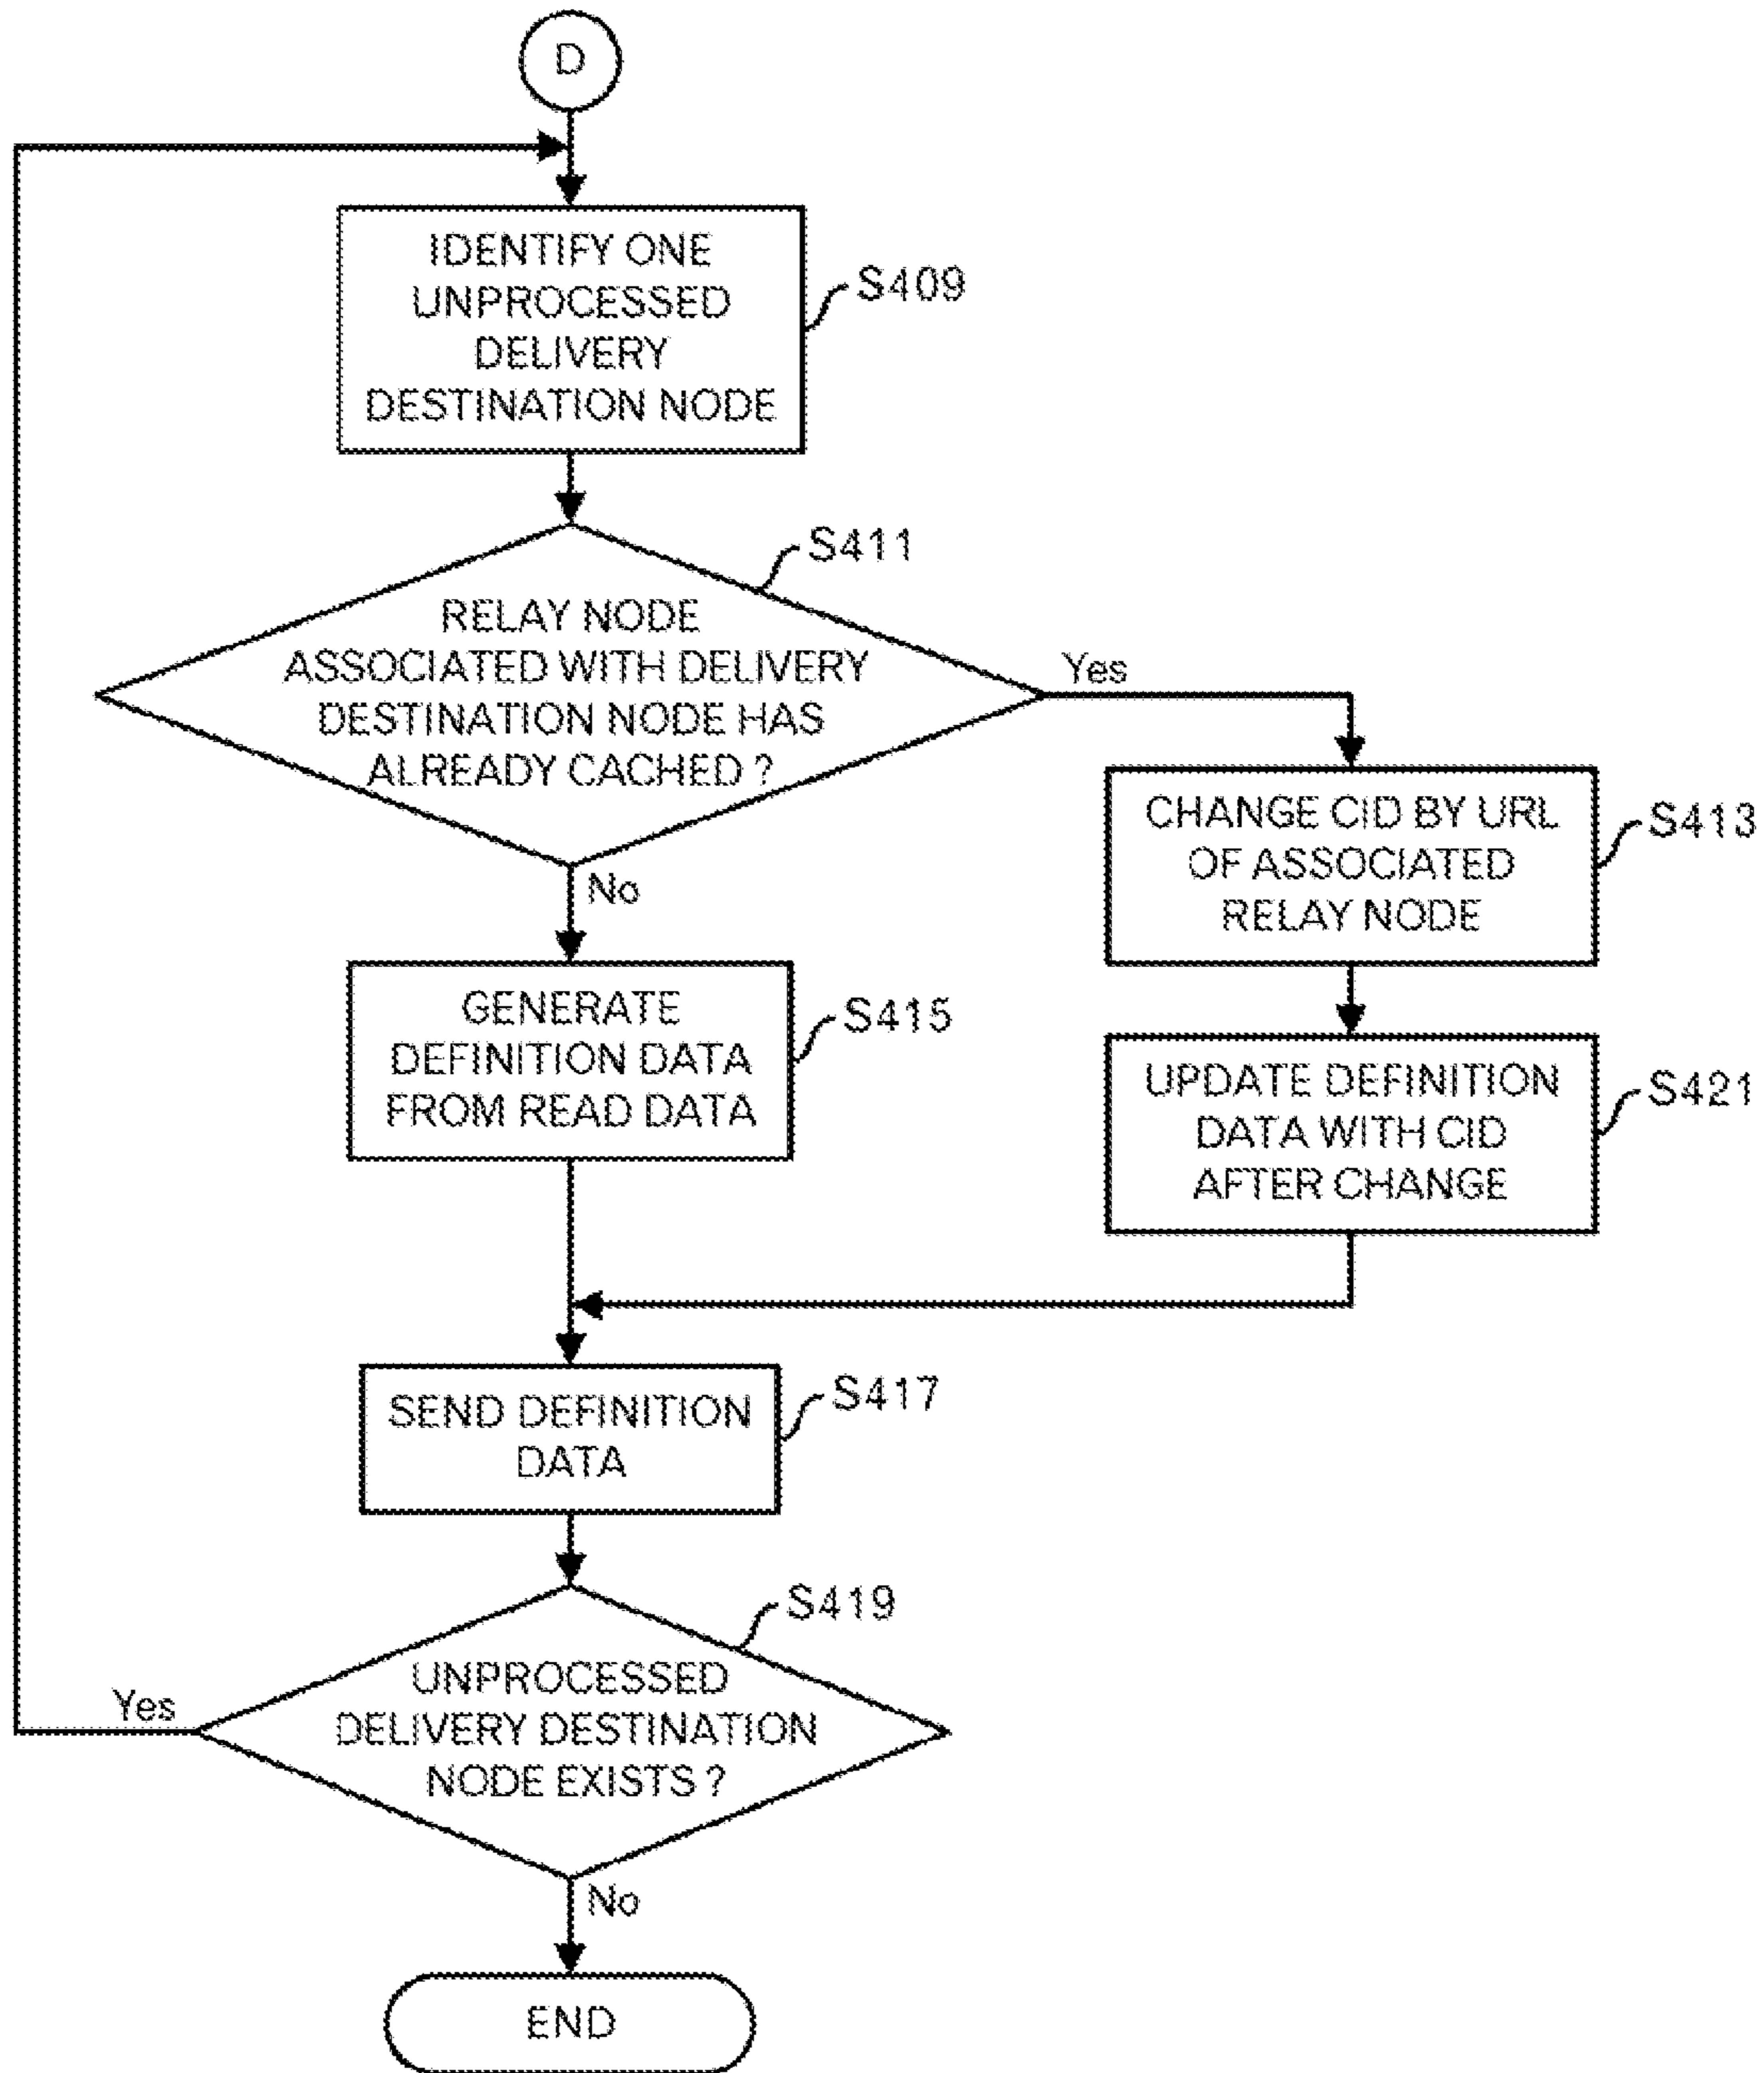 D
IDENTIFY ONE
UNPROCESSED
DELIVERY
DESTINATION NODE
S409
S411
RELAY NODE
ASSOCIATED WITH DELIVERY
DESTINATION NODE HAS
ALREADY CACHED ?
Yes
No
CHANGE CID BY URL
OF ASSOCIATED
RELAY NODE
S413
GENERATE
DEFINITION DATA
FROM READ DATA
S415
UPDATE DEFINITION
DATA WITH CID
AFTER CHANGE
S421
SEND DEFINITION
DATA
S417
S419
UNPROCESSED
DELIVERY DESTINATION
NODE EXISTS ?
Yes
No
END